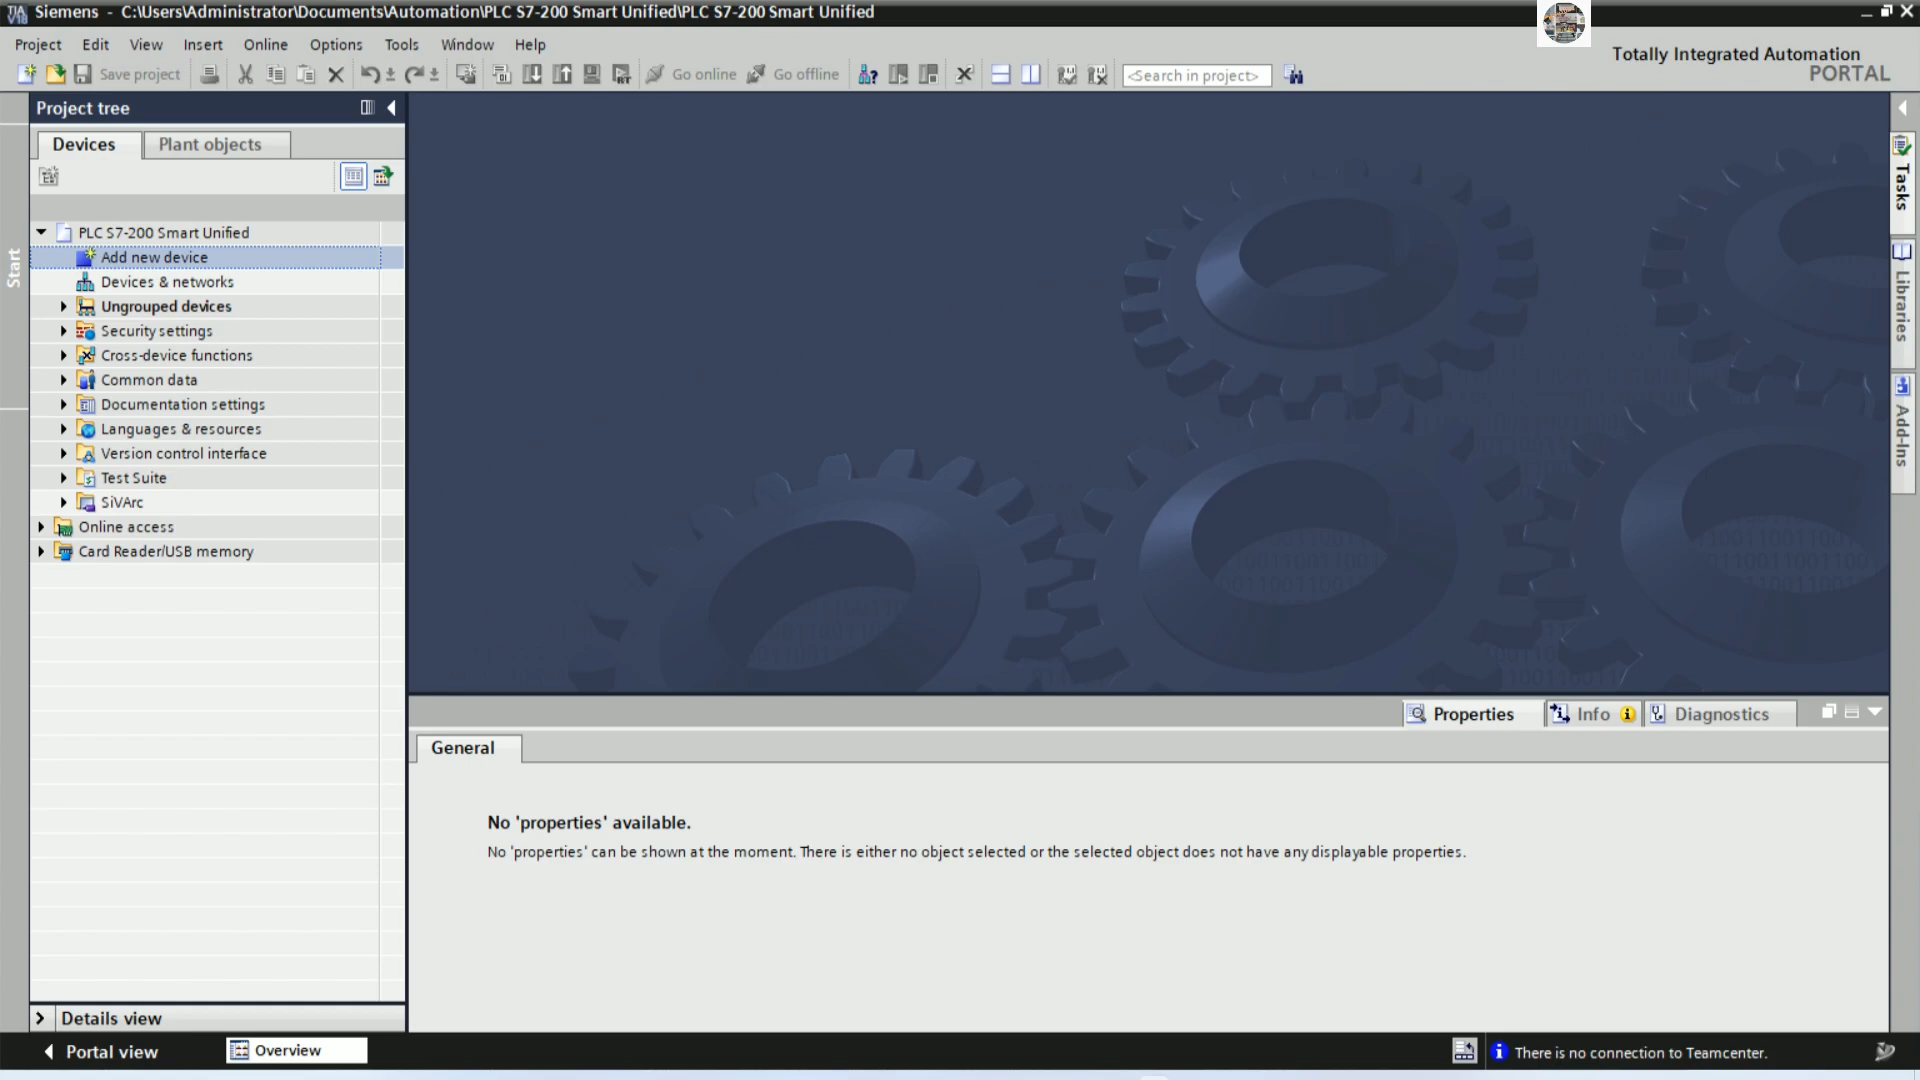 Siemens - C:\Users\Administrator\Documents\Automation\PLC S7-200 Smart Unified\PLC S7-200 Smart Unified
Project Edit View Insert Online Options Tools Window Help
Totally Integrated Automation
PORTAL
Save project Go online Go offline <Search in project>
Project tree
Devices Plant objects
PLC S7-200 Smart Unified
Add new device
Devices & networks
Ungrouped devices
Security settings
Cross-device functions
Common data
Documentation settings
Languages & resources
Version control interface
Test Suite
SiVArc
Online access
Card Reader/USB memory
Start
Tasks
Libraries
Add-Ins
Properties Info Diagnostics
General
No 'properties' available.
No 'properties' can be shown at the moment. There is either no object selected or the selected object does not have any displayable properties.
Details view
Portal view Overview There is no connection to Teamcenter.